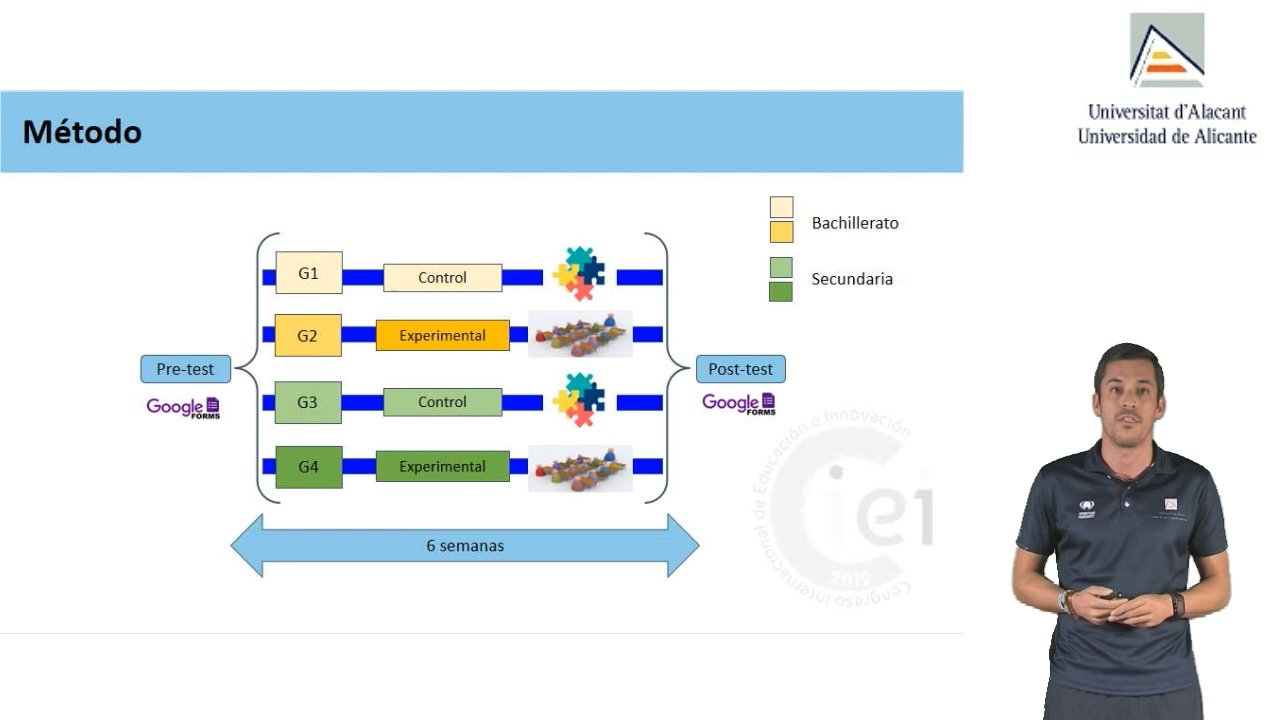 Universitat d'Alacant
Universidad de Alicante
Método
Bachillerato
Secundaria
G1
Control
G2
Experimental
G3
Control
G4
Experimental
Pre-test
Google
FORMS
Post-test
Google
FORMS
6 semanas
Congreso Internacional de Educación e Innovación
Ciei
2019